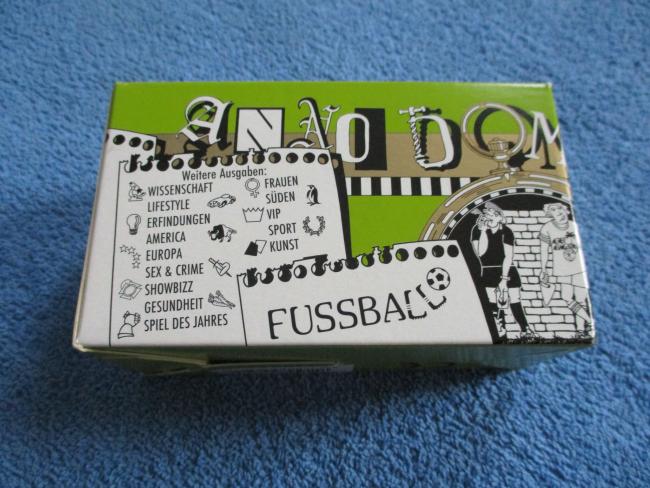 ANNO DOM
Weitere Ausgaben:
WISSENSCHAFT
LIFESTYLE
ERFINDUNGEN
AMERICA
EUROPA
SEX & CRIME
SHOWBIZZ
GESUNDHEIT
SPIEL DES JAHRES
FRAUEN
SÜDEN
VIP
SPORT
KUNST
FUSSBALL